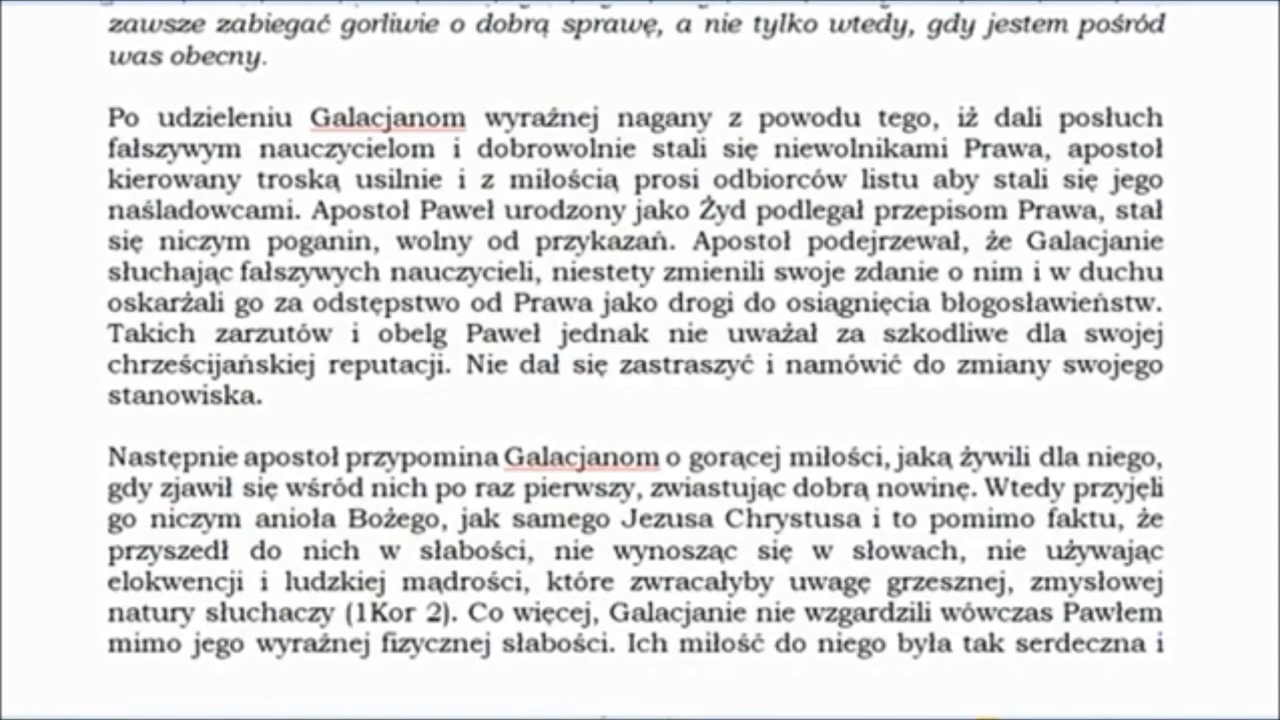 zawsze zabiegać gorliwie o dobrą sprawę, a nie tylko wtedy, gdy jestem pośród
was obecny.
Po udzieleniu Galacjanom wyraźnej nagany z powodu tego, iż dali posłuch
fałszywym nauczycielom i dobrowolnie stali się niewolnikami Prawa, apostoł
kierowany troską usilnie i z miłością prosi odbiorców listu aby stali się jego
naśladowcami. Apostoł Paweł urodzony jako Żyd podlegał przepisom Prawa, stał
się niczym poganin, wolny od przykazań. Apostoł podejrzewał, że Galacjanie
słuchając fałszywych nauczycieli, niestety zmienili swoje zdanie o nim i w duchu
oskarżali go za odstępstwo od Prawa jako drogi do osiągnięcia błogosławieństw.
Takich zarzutów i obelg Paweł jednak nie uważał za szkodliwe dla swojej
chrześcijańskiej reputacji. Nie dał się zastraszyć i namówić do zmiany swojego
stanowiska.
Następnie apostoł przypomina Galacjanom o gorącej miłości, jaką żywili dla niego,
gdy zjawił się wśród nich po raz pierwszy, zwiastując dobrą nowinę. Wtedy przyjęli
go niczym anioła Bożego, jak samego Jezusa Chrystusa i to pomimo faktu, że
przyszedł do nich w słabości, nie wynosząc się w słowach, nie używając
elokwencji i ludzkiej mądrości, które zwracałyby uwagę grzesznej, zmysłowej
natury słuchaczy (1Kor 2). Co więcej, Galacjanie nie wzgardzili wówczas Pawłem
mimo jego wyraźnej fizycznej słabości. Ich miłość do niego była tak serdeczna i